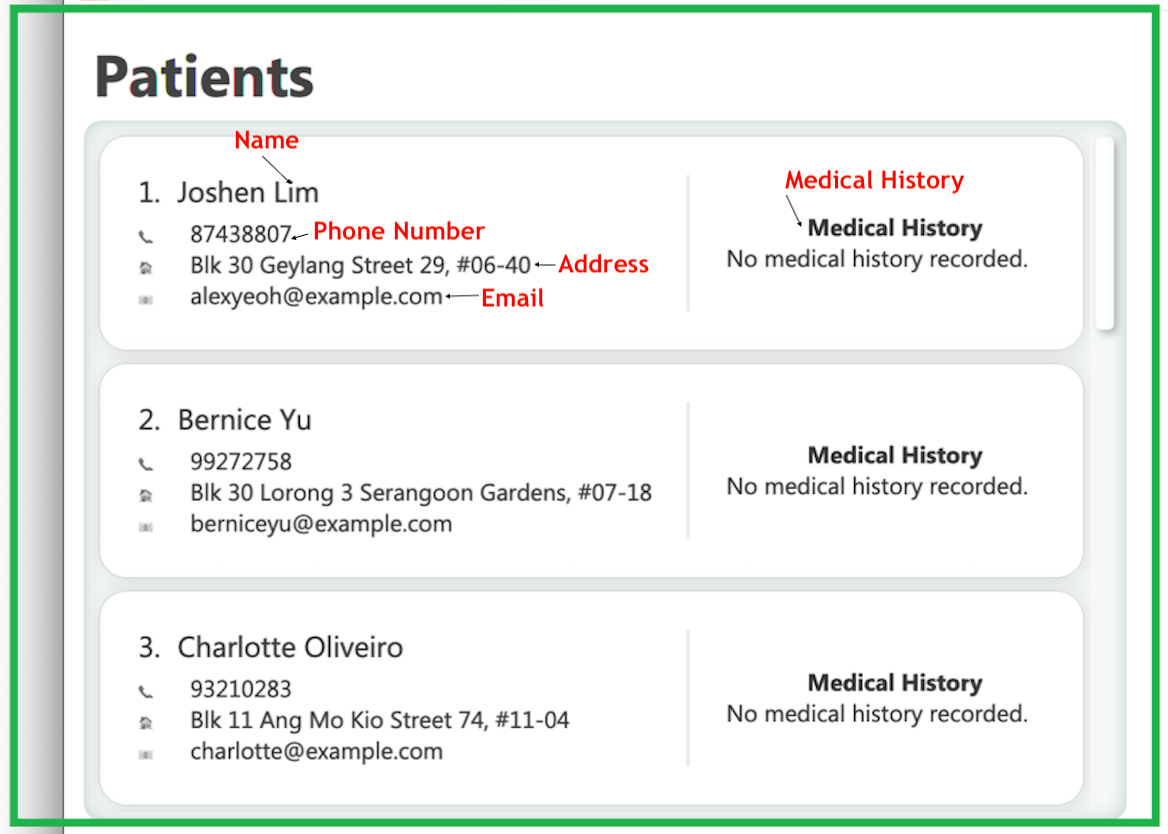 Patients
Name
1. Joshen Lim
87438807
Phone Number
Blk 30 Geylang Street 29, #06-40
Address
alexyeoh@example.com
Email
Medical History
Medical History
No medical history recorded.
2. Bernice Yu
99272758
Blk 30 Lorong 3 Serangoon Gardens, #07-18
berniceyu@example.com
Medical History
No medical history recorded.
3. Charlotte Oliveiro
93210283
Blk 11 Ang Mo Kio Street 74, #11-04
charlotte@example.com
Medical History
No medical history recorded.